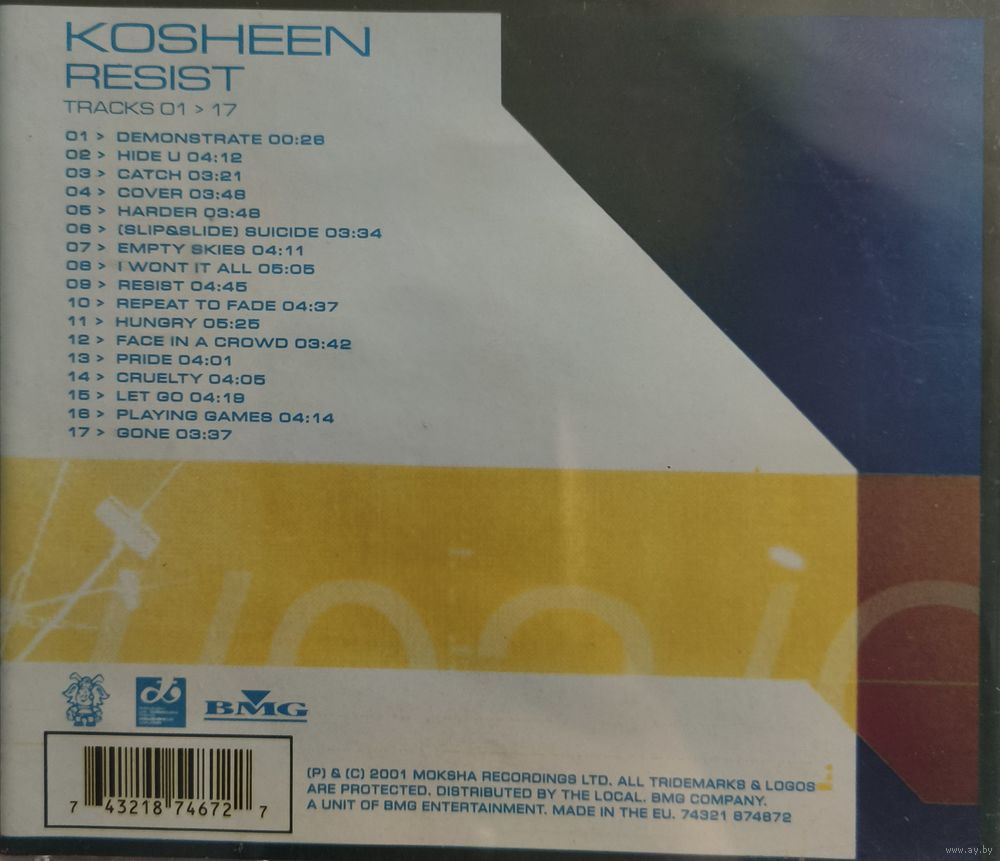 KOSHEEN
RESIST
TRACKS 01 > 17
01 > DEMONSTRATE 00:26
02 > HIDE U 04:12
03 > CATCH 03:21
04 > COVER 03:48
05 > HARDER 03:48
06 > (SLIP&SLIDE) SUICIDE 03:34
07 > EMPTY SKIES 04:11
08 > I WONT IT ALL 05:05
09 > RESIST 04:45
10 > REPEAT TO FADE 04:37
11 > HUNGRY 05:25
12 > FACE IN A CROWD 03:42
13 > PRIDE 04:01
14 > CRUELTY 04:05
15 > LET GO 04:19
16 > PLAYING GAMES 04:14
17 > GONE 03:37
BMG
7 43218 74672 7
(P) & (C) 2001 MOKSHA RECORDINGS LTD. ALL TRIDEMARKS & LOGOS
ARE PROTECTED. DISTRIBUTED BY THE LOCAL. BMG COMPANY.
A UNIT OF BMG ENTERTAINMENT. MADE IN THE EU. 74321 874672
www.ay.by